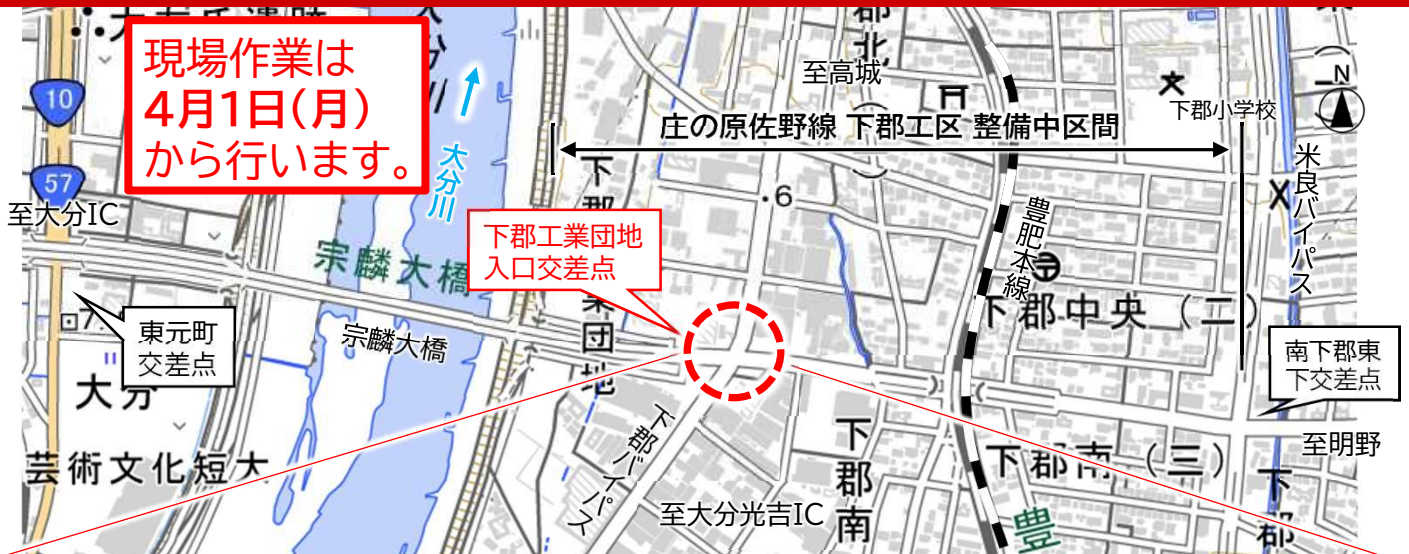 現場作業は
4月1日(月)
から行います。
10
57
至大分IC
大分川
宗麟大橋
宗麟大橋
東元町
交差点
大分
芸術文化短大
下郡工業団地
入口交差点
郡北
至高城
庄の原佐野線 下郡工区 整備中区間
下郡小学校
N
米良バイパス
.6
豊肥本線
下郡中央(二)
南下郡東
下交差点
至明野
下郡バイパス
至大分光吉IC
下郡南
下郡南(三)
下郡
豊